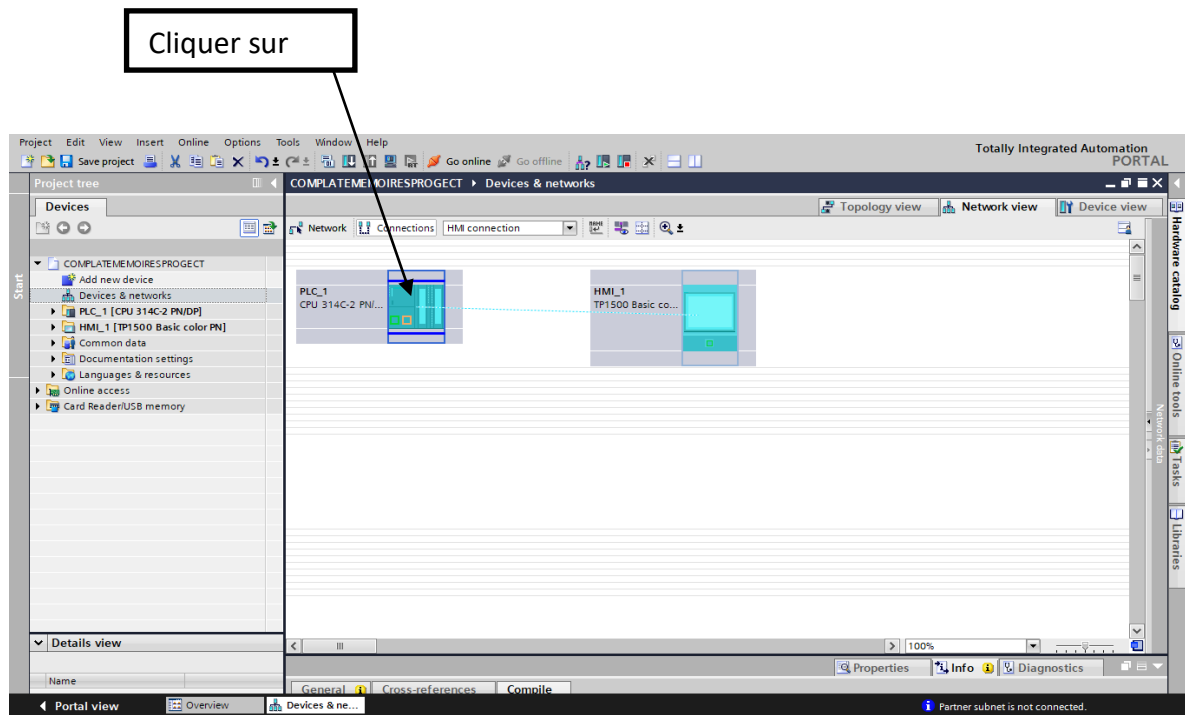 Cliquer sur
Project Edit View Insert Online Options Tools Window Help
Totally Integrated Automation
PORTAL
Save project Go online Go offline
Project tree
COMPLATEMEMOIRESPROGECT Devices & networks
Devices
Topology view Network view Device view
Network Connections HMI connection
COMPLATEMEMOIRESPROGECT
Add new device
Devices & networks
PLC_1 [CPU 314C-2 PN/DP]
HMI_1 [TP1500 Basic color PN]
Common data
Documentation settings
Languages & resources
Online access
Card Reader/USB memory
PLC_1
CPU 314C-2 PN/...
HMI_1
TP1500 Basic co...
Start
Hardware catalog
Online tools
Tasks
Libraries
Network data
Details view
Name
100%
Properties Info Diagnostics
General Cross-references Compile
Portal view Overview Devices & ne...
Partner subnet is not connected.